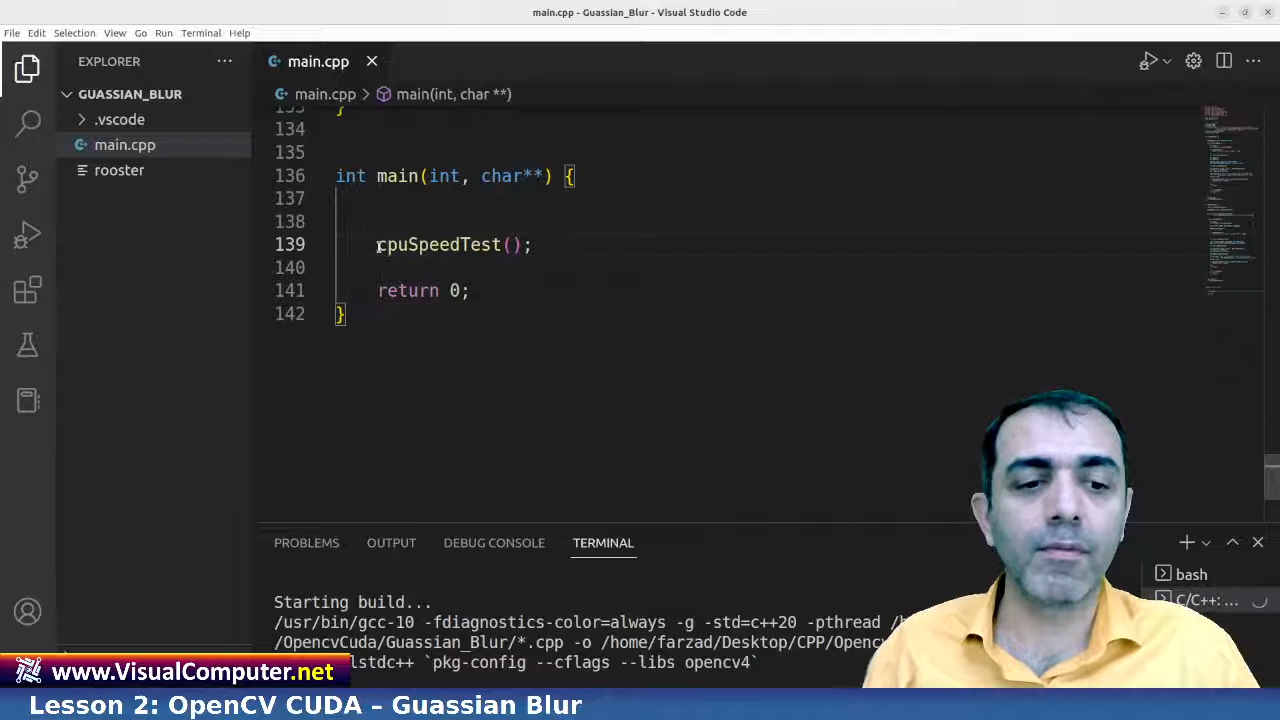 main.cpp - Guassian_Blur - Visual Studio Code
File Edit Selection View Go Run Terminal Help
EXPLORER
main.cpp
GUASSIAN_BLUR
main.cpp > main(int, char **)
.vscode
main.cpp
rooster
134
135
136 int main(int, char**) {
137
138
139 cpuSpeedTest();
140
141 return 0;
142 }
PROBLEMS OUTPUT DEBUG CONSOLE TERMINAL
bash
C/C++: ...
Starting build...
/usr/bin/gcc-10 -fdiagnostics-color=always -g -std=c++20 -pthread
/OpencvCuda/Guassian_Blur/*.cpp -o /home/farzad/Desktop/CPP/Opencv
lstdc++ `pkg-config --cflags --libs opencv4`
www.VisualComputer.net
Lesson 2: OpenCV CUDA – Guassian Blur